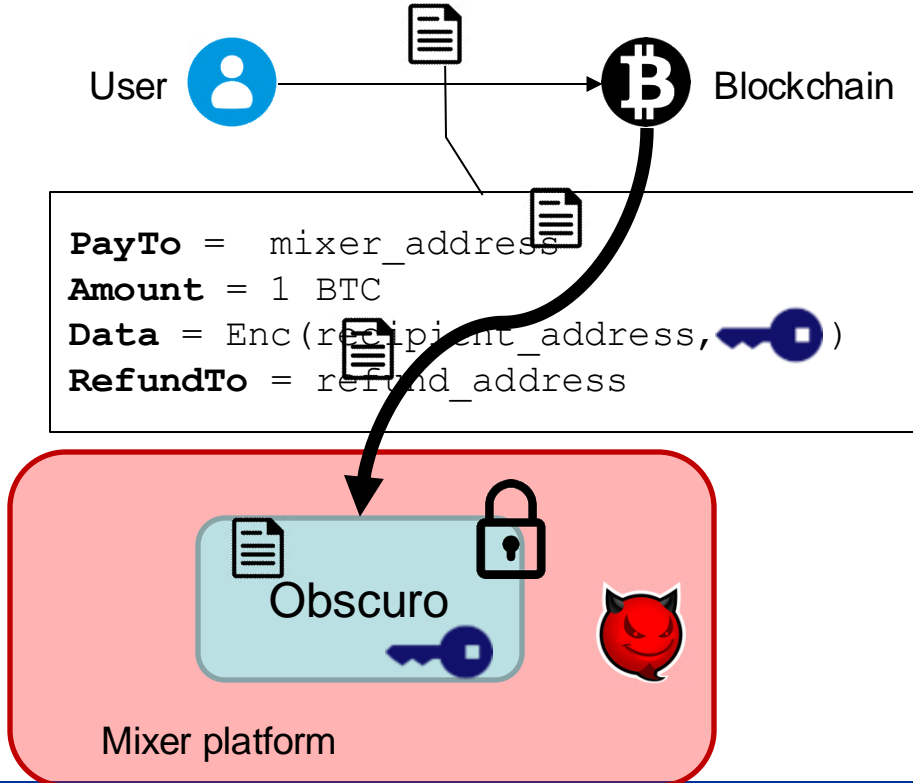 User
Blockchain
PayTo = mixer_address
Amount = 1 BTC
Data = Enc(recipient_address, )
RefundTo = refund_address
Obscuro
Mixer platform